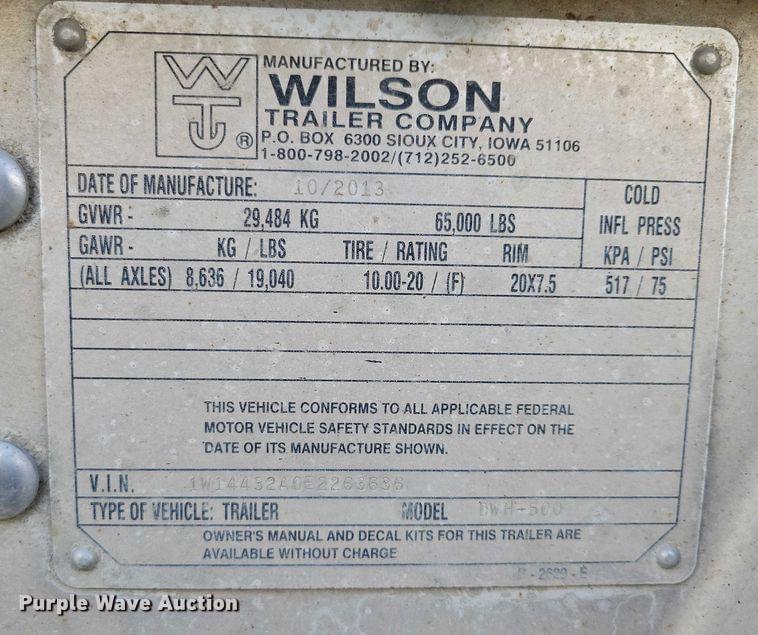 WT ®
MANUFACTURED BY:
WILSON
TRAILER COMPANY
P.O. BOX 6300 SIOUX CITY, IOWA 51106
1-800-798-2002/(712)252-6500
DATE OF MANUFACTURE: 10/2013
COLD
GVWR - 29,484 KG 65,000 LBS
INFL PRESS
GAWR - KG / LBS TIRE / RATING RIM KPA / PSI
(ALL AXLES) 8,636 / 19,040 10.00-20 / (F) 20X7.5 517 / 75
THIS VEHICLE CONFORMS TO ALL APPLICABLE FEDERAL
MOTOR VEHICLE SAFETY STANDARDS IN EFFECT ON THE
DATE OF ITS MANUFACTURE SHOWN.
V.I.N.
TYPE OF VEHICLE: TRAILER MODEL DWH-500
OWNER'S MANUAL AND DECAL KITS FOR THIS TRAILER ARE
AVAILABLE WITHOUT CHARGE
Purple Wave Auction